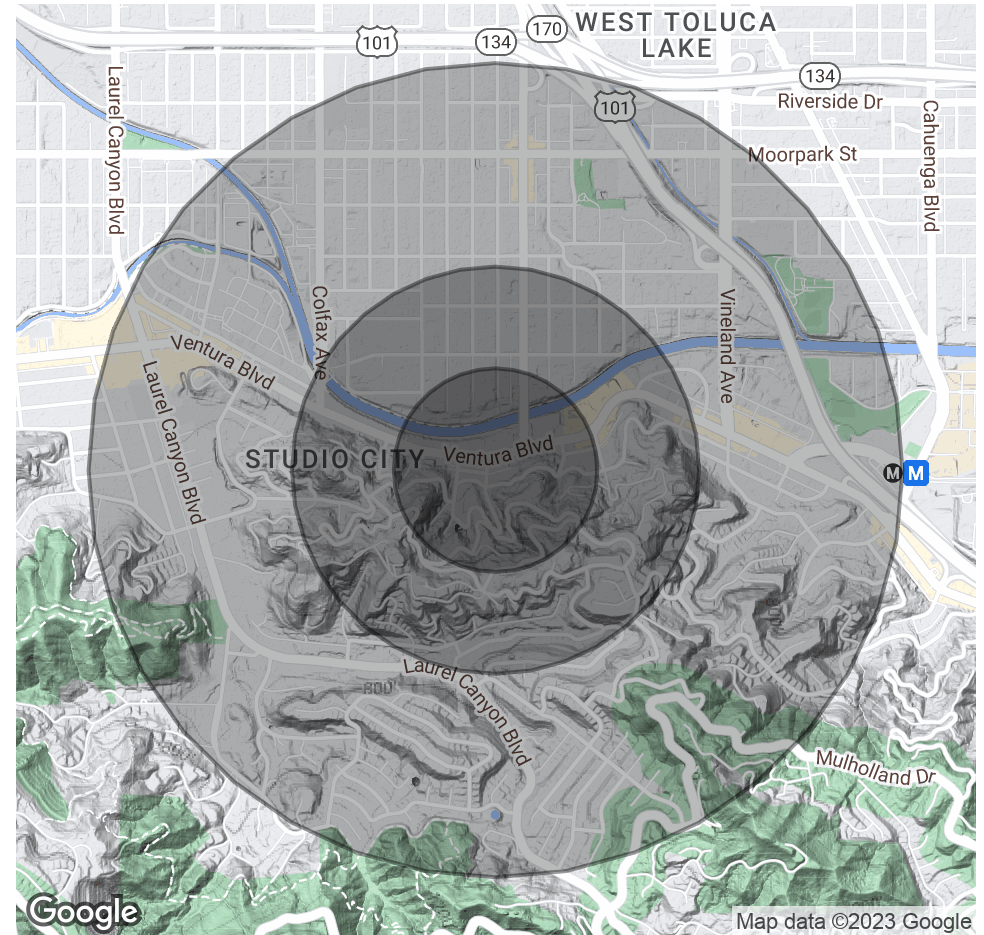 WEST TOLUCA
LAKE
170
101
134
134
101
Riverside Dr
Moorpark St
Laurel Canyon Blvd
Cahuenga Blvd
Colfax Ave
Vineland Ave
Ventura Blvd
Laurel Canyon Blvd
STUDIO CITY
Ventura Blvd
M
M
Laurel Canyon Blvd
800'
Mulholland Dr
Google
Map data ©2023 Google